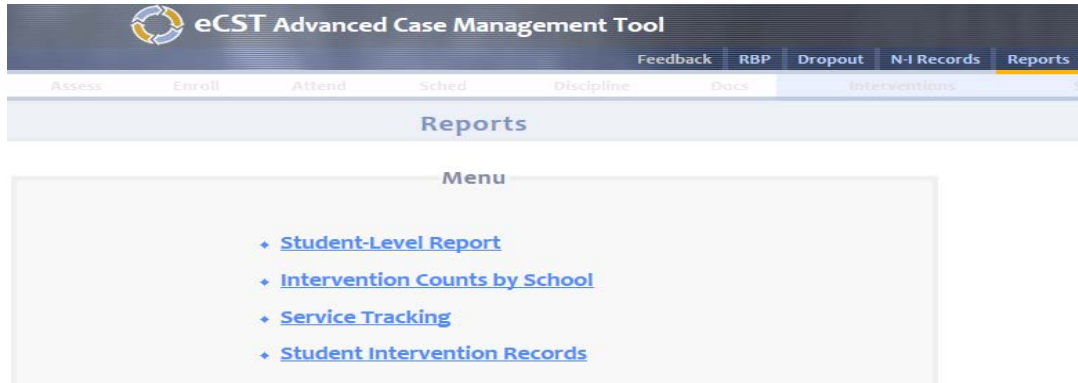 eCST Advanced Case Management Tool
Feedback RBP Dropout N-I Records Reports
Assess Enroll Attend Sched Discipline Docs Interventions
Reports
Menu
Student-Level Report
Intervention Counts by School
Service Tracking
Student Intervention Records